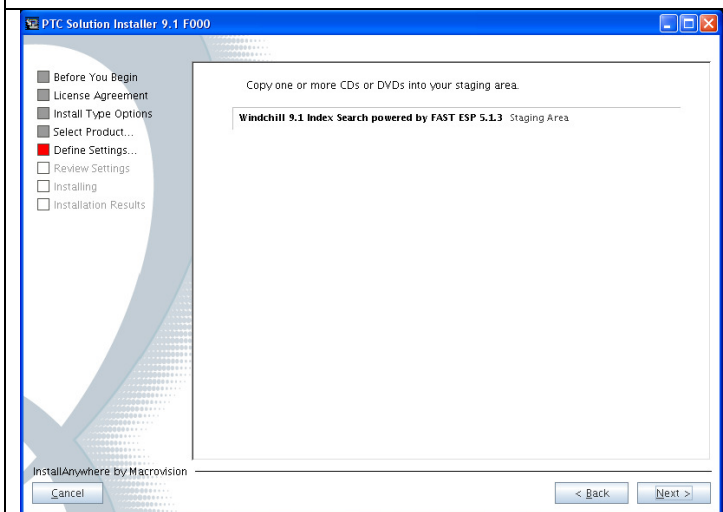 PTC Solution Installer 9.1 F000
Before You Begin
License Agreement
Install Type Options
Select Product...
Define Settings...
Review Settings
Installing
Installation Results
Copy one or more CDs or DVDs into your staging area.
Windchill 9.1 Index Search powered by FAST ESP 5.1.3 Staging Area
InstallAnywhere by Macrovision
Cancel
< Back
Next >